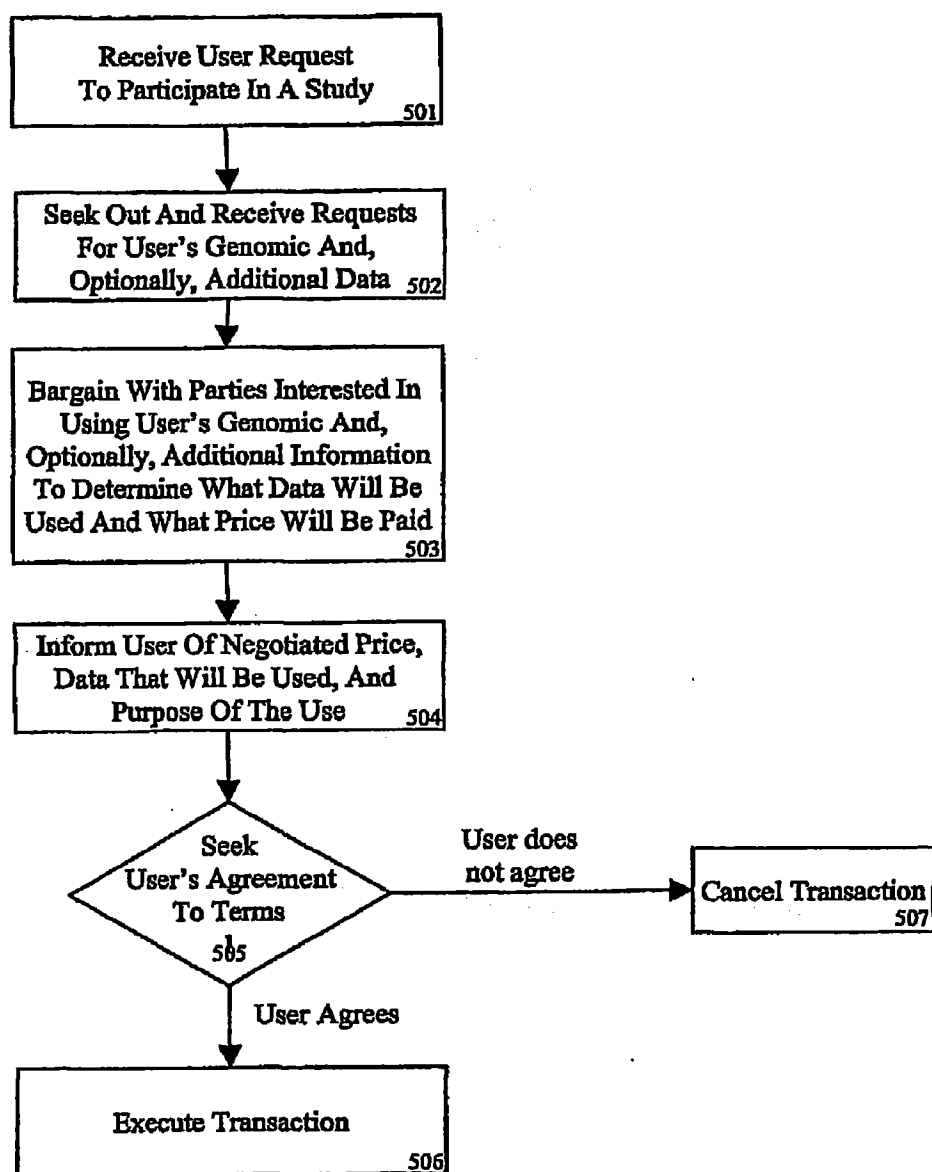 Receive User Request
To Participate In A Study
501
Seek Out And Receive Requests
For User's Genomic And,
Optionally, Additional Data 502
Bargain With Parties Interested In
Using User's Genomic And,
Optionally, Additional Information
To Determine What Data Will Be
Used And What Price Will Be Paid
503
Inform User Of Negotiated Price,
Data That Will Be Used, And
Purpose Of The Use 504
Seek
User's Agreement
To Terms
505
User does
not agree
Cancel Transaction
507
User Agrees
Execute Transaction
506